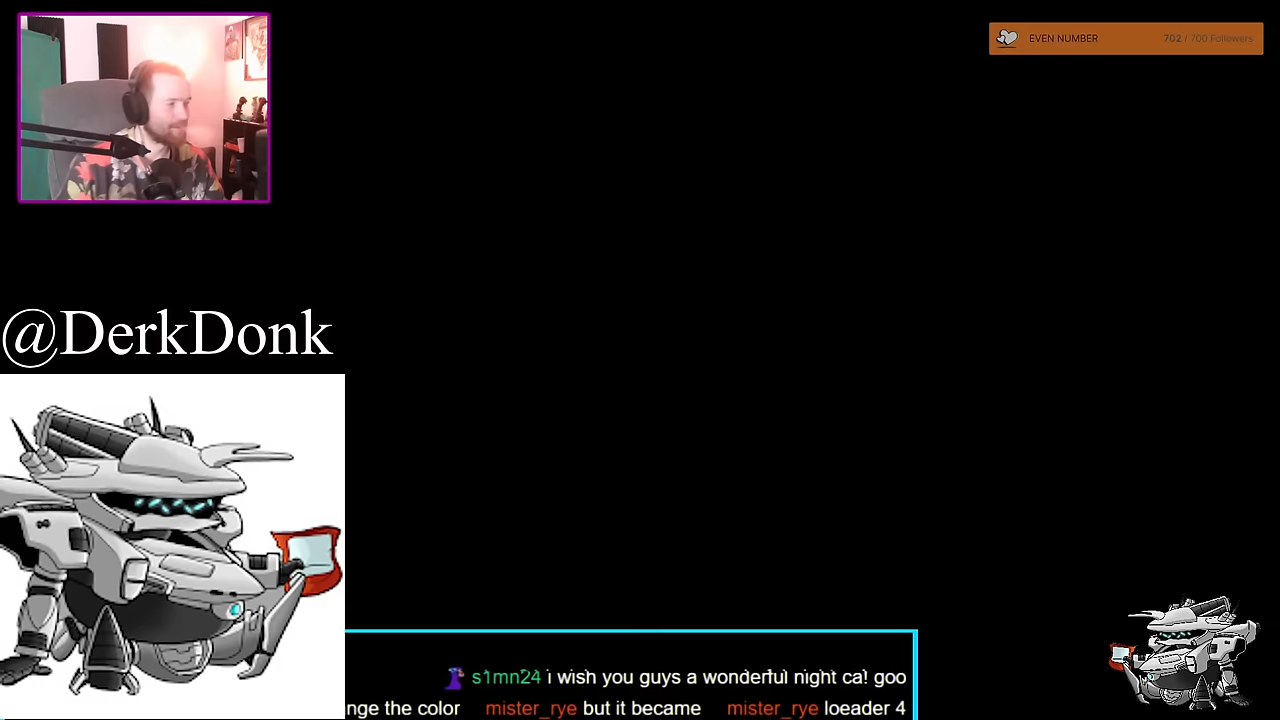 EVEN NUMBER 702 / 700 Followers
@DerkDonk
s1mn24 i wish you guys a wonderful night ca! goo
nge the color mister_rye but it became mister_rye loeader 4